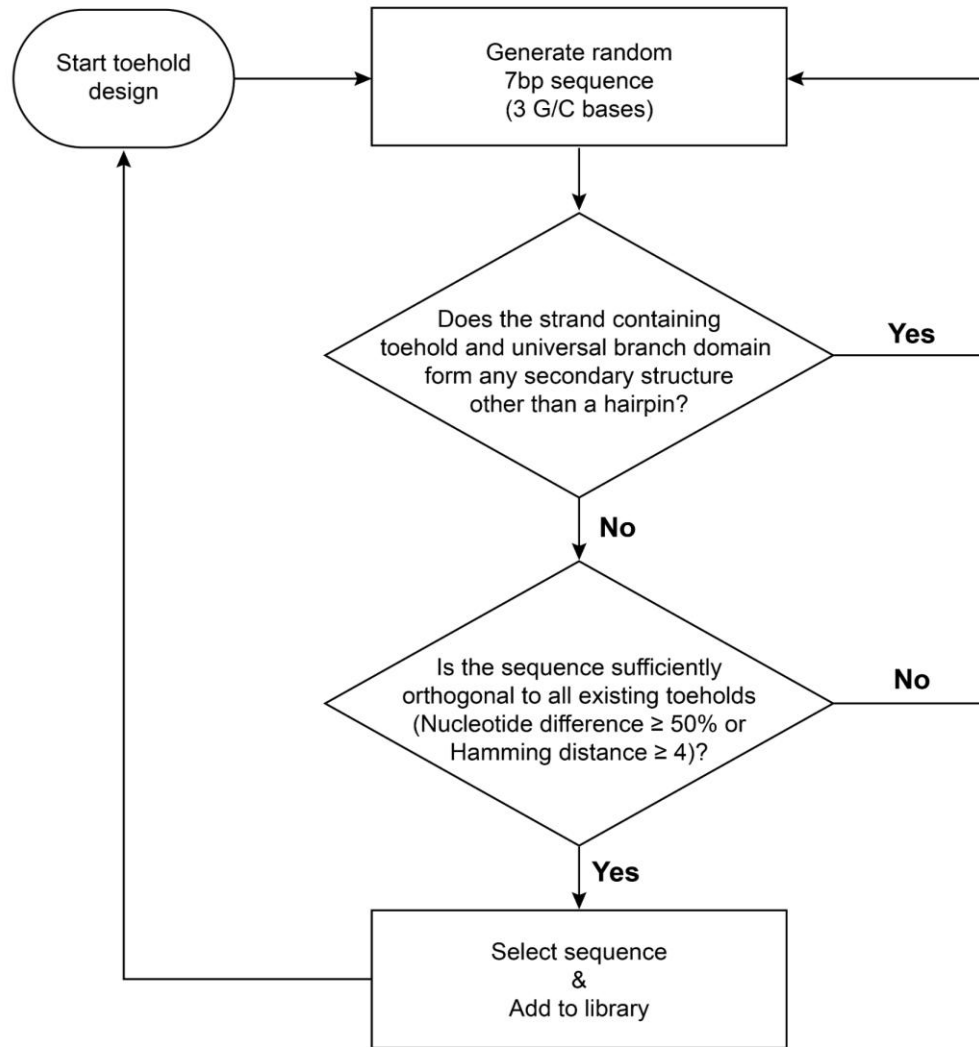 Start toehold
design
Generate random
7bp sequence
(3 G/C bases)
Does the strand containing
toehold and universal branch domain
form any secondary structure
other than a hairpin?
Yes
No
Is the sequence sufficiently
orthogonal to all existing toeholds
(Nucleotide difference ≥ 50% or
Hamming distance ≥ 4)?
No
Yes
Select sequence
&
Add to library